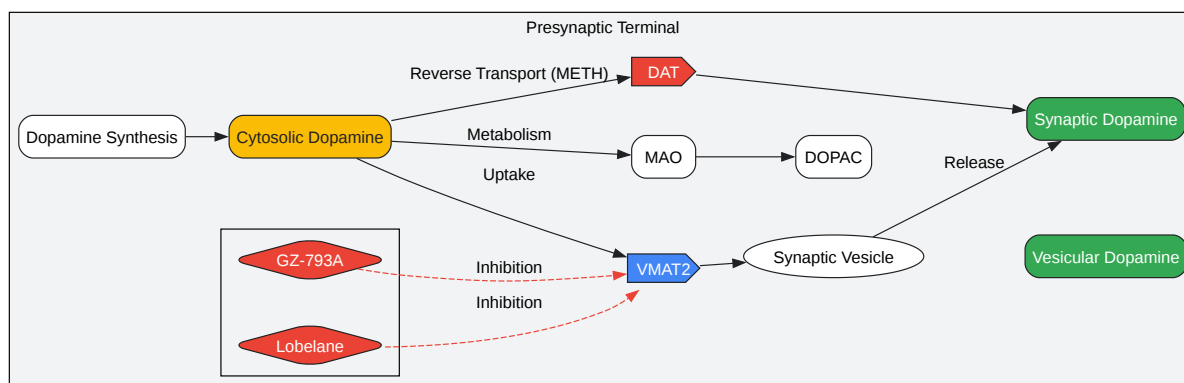 Presynaptic Terminal
Reverse Transport (METH)
DAT
Dopamine Synthesis
Cytosolic Dopamine
Metabolism
MAO
DOPAC
Synaptic Dopamine
Uptake
Release
GZ-793A
Inhibition
VMAT2
Synaptic Vesicle
Vesicular Dopamine
Inhibition
Lobelane